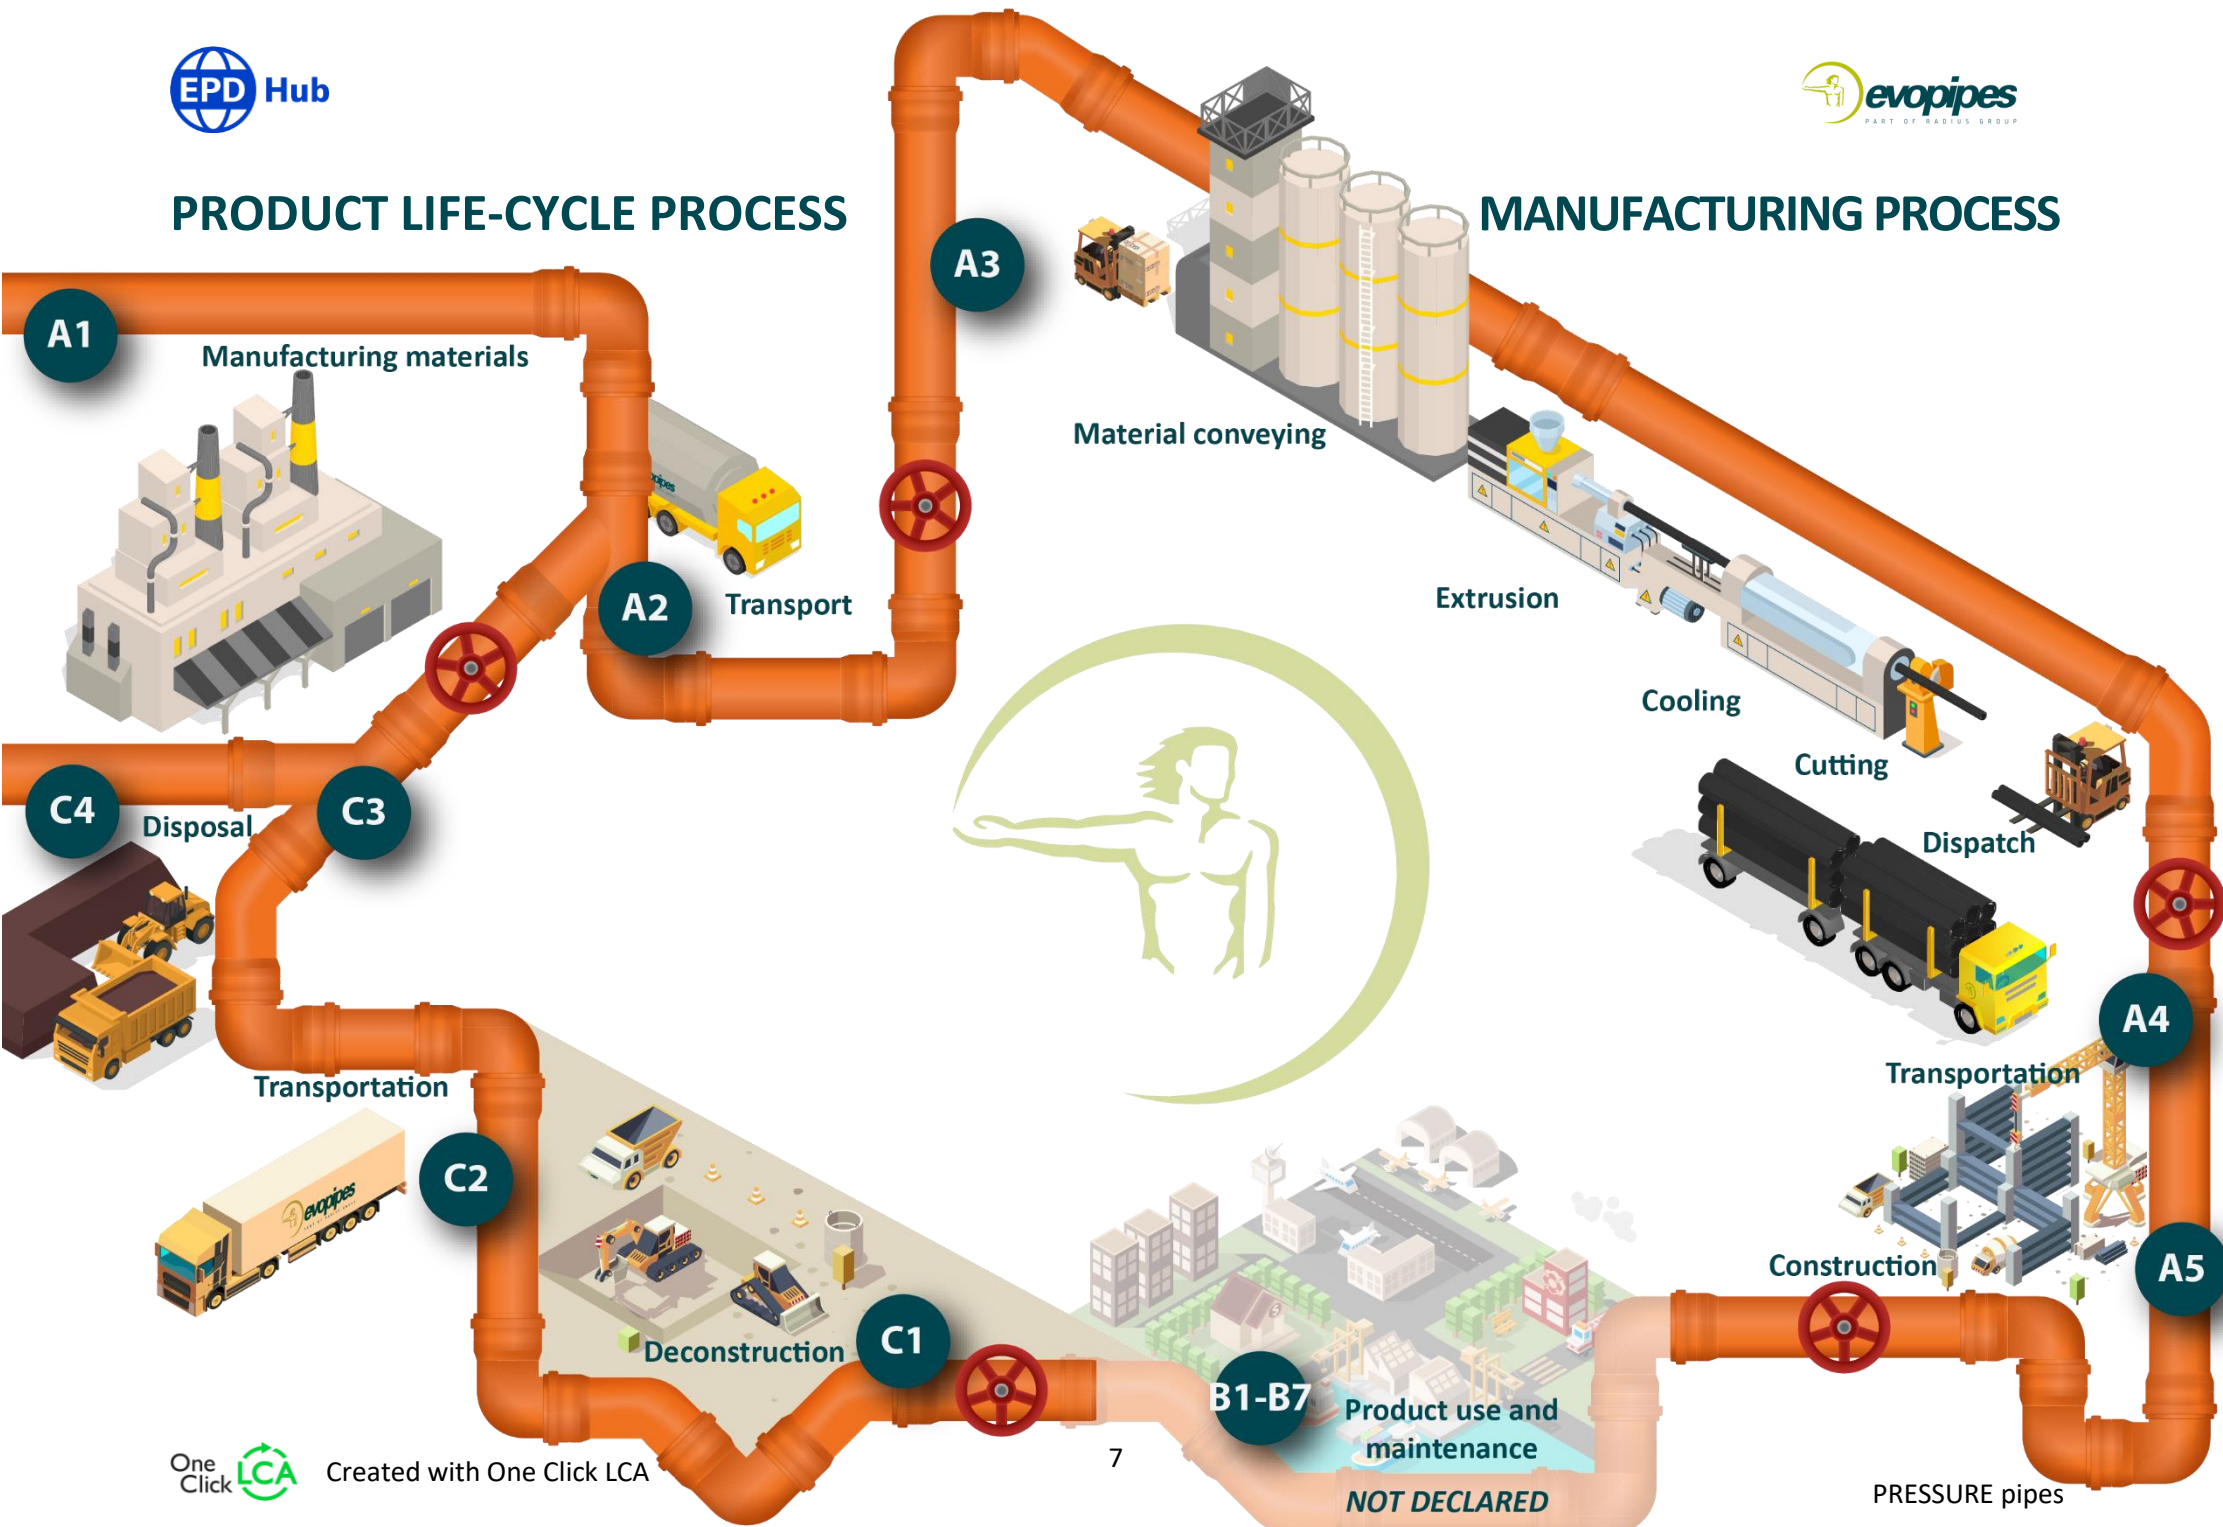 EPD Hub
evopipes
PART OF RADIUS GROUP
PRODUCT LIFE-CYCLE PROCESS
MANUFACTURING PROCESS
A1
Manufacturing materials
A2
Transport
A3
Material conveying
Extrusion
Cooling
Cutting
Dispatch
A4
Transportation
A5
Construction
B1-B7
Product use and
maintenance
NOT DECLARED
C1
Deconstruction
C2
Transportation
evopipes
C3
C4
Disposal
One
Click LCA
Created with One Click LCA
7
PRESSURE pipes